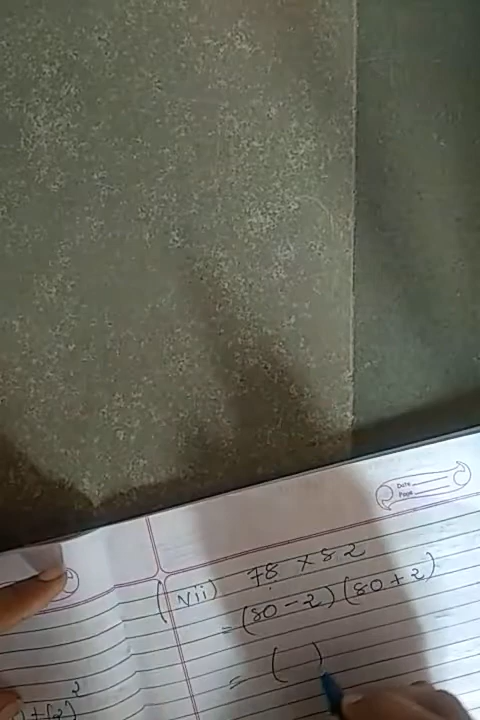 Date
Page
(vii) 78 × 82
= (80 - 2) (80 + 2)
= ( )